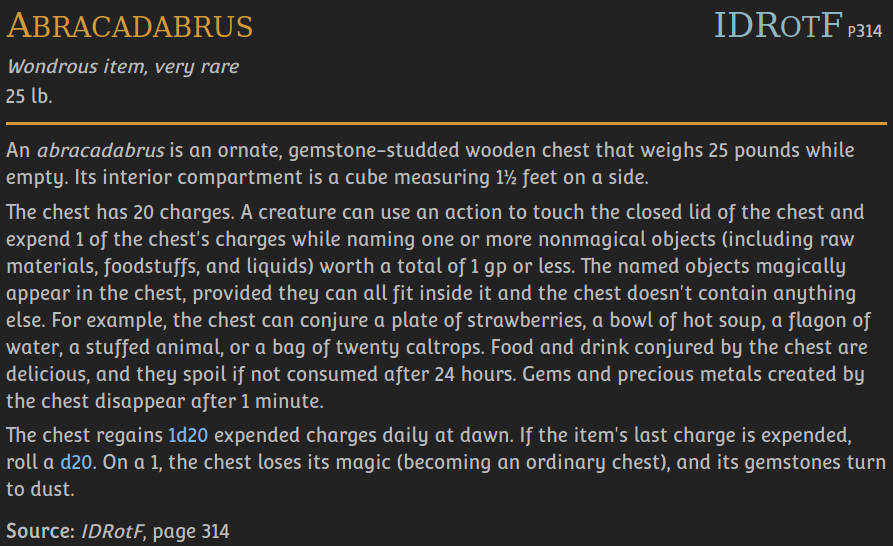 ABRACADABRUS IDROTF P314
Wondrous item, very rare
25 lb.
An abracadabrus is an ornate, gemstone-studded wooden chest that weighs 25 pounds while
empty. Its interior compartment is a cube measuring 1½ feet on a side.
The chest has 20 charges. A creature can use an action to touch the closed lid of the chest and
expend 1 of the chest's charges while naming one or more nonmagical objects (including raw
materials, foodstuffs, and liquids) worth a total of 1 gp or less. The named objects magically
appear in the chest, provided they can all fit inside it and the chest doesn't contain anything
else. For example, the chest can conjure a plate of strawberries, a bowl of hot soup, a flagon of
water, a stuffed animal, or a bag of twenty caltrops. Food and drink conjured by the chest are
delicious, and they spoil if not consumed after 24 hours. Gems and precious metals created by
the chest disappear after 1 minute.
The chest regains 1d20 expended charges daily at dawn. If the item's last charge is expended,
roll a d20. On a 1, the chest loses its magic (becoming an ordinary chest), and its gemstones turn
to dust.
Source: IDRotF, page 314